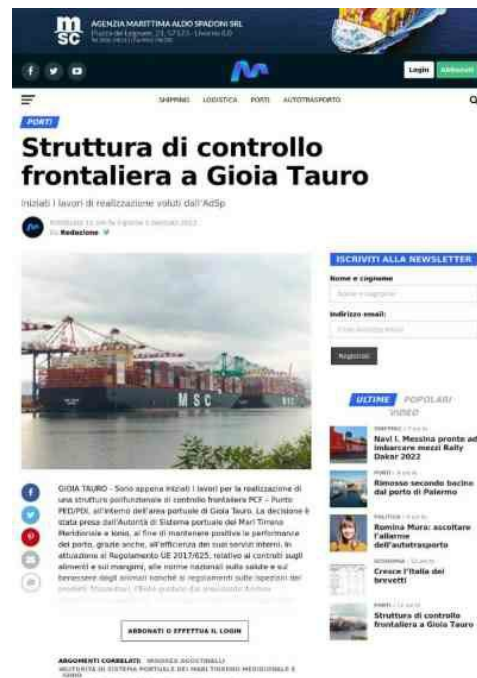 MSC
AGENZIA MARITTIMA ALDO SPADONI SRL
Login
Abbonati
SHIPPING LOGISTICA PORTI AUTOTRASPORTO
PORTI
Struttura di controllo
frontaliera a Gioia Tauro
Iniziati i lavori di realizzazione voluti dall'AdSp
Redazione
ISCRIVITI ALLA NEWSLETTER
Nome e cognome
Nome e cognome
Indirizzo email:
Registrati
MSC
ULTIME POPOLARI
VIDEO
Navi I. Messina pronte ad
imbarcare mezzi Rally
Dakar 2022
Rimosso secondo bacino
dal porto di Palermo
POLITICA
Romina Mura: ascoltare
l'allarme
dell'autotrasporto
ECONOMIA
Cresce l'Italia dei
brevetti
PORTI
Struttura di controllo
frontaliera a Gioia Tauro
GIOIA TAURO – Sono appena iniziati i lavori per la realizzazione di
una struttura polifunzionale di controllo frontaliero PCF – Punto
PED/PDI, all'interno dell'area portuale di Gioia Tauro. La decisione è
stata presa dall'Autorità di Sistema portuale dei Mari Tirreno
Meridionale e Ionio, al fine di mantenere positive le performance
del porto, grazie anche, all'efficienza dei suoi servizi interni. In
attuazione al Regolamento UE 2017/625, relativo ai controlli sugli
alimenti e sui mangimi, alle norme nazionali sulla salute e sul
benessere degli animali nonché ai regolamenti sulle ispezioni dei
ABBONATI O EFFETTUA IL LOGIN
ARGOMENTI CORRELATI: ANDREA AGOSTINELLI
AUTORITÀ DI SISTEMA PORTUALE DEI MARI TIRRENO MERIDIONALE E
IONIO